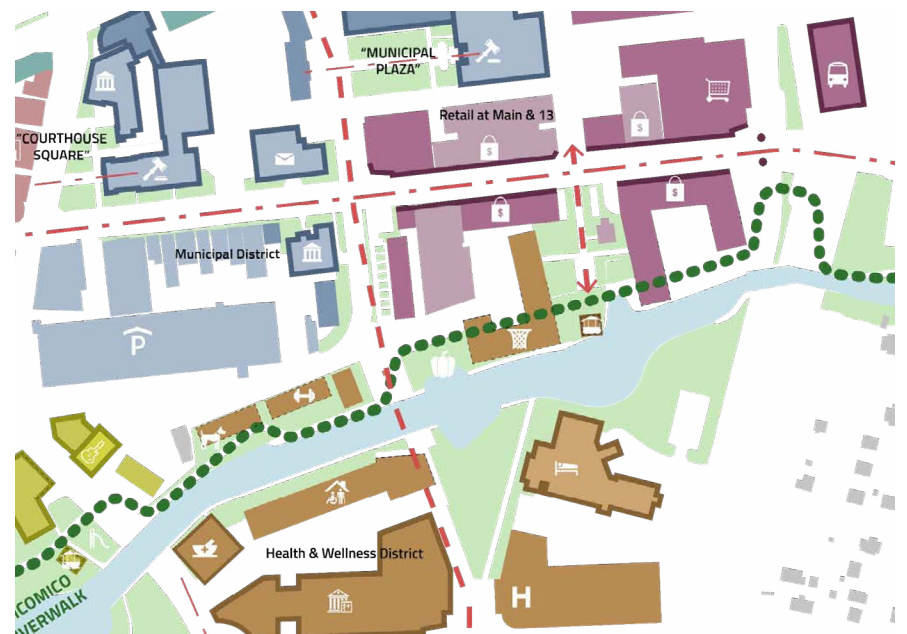 "MUNICIPAL
PLAZA"
Retail at Main & 13
"COURTHOUSE
SQUARE"
$
$
$
$
Municipal District
P
Health & Wellness District
H
COMICO
VERWALK